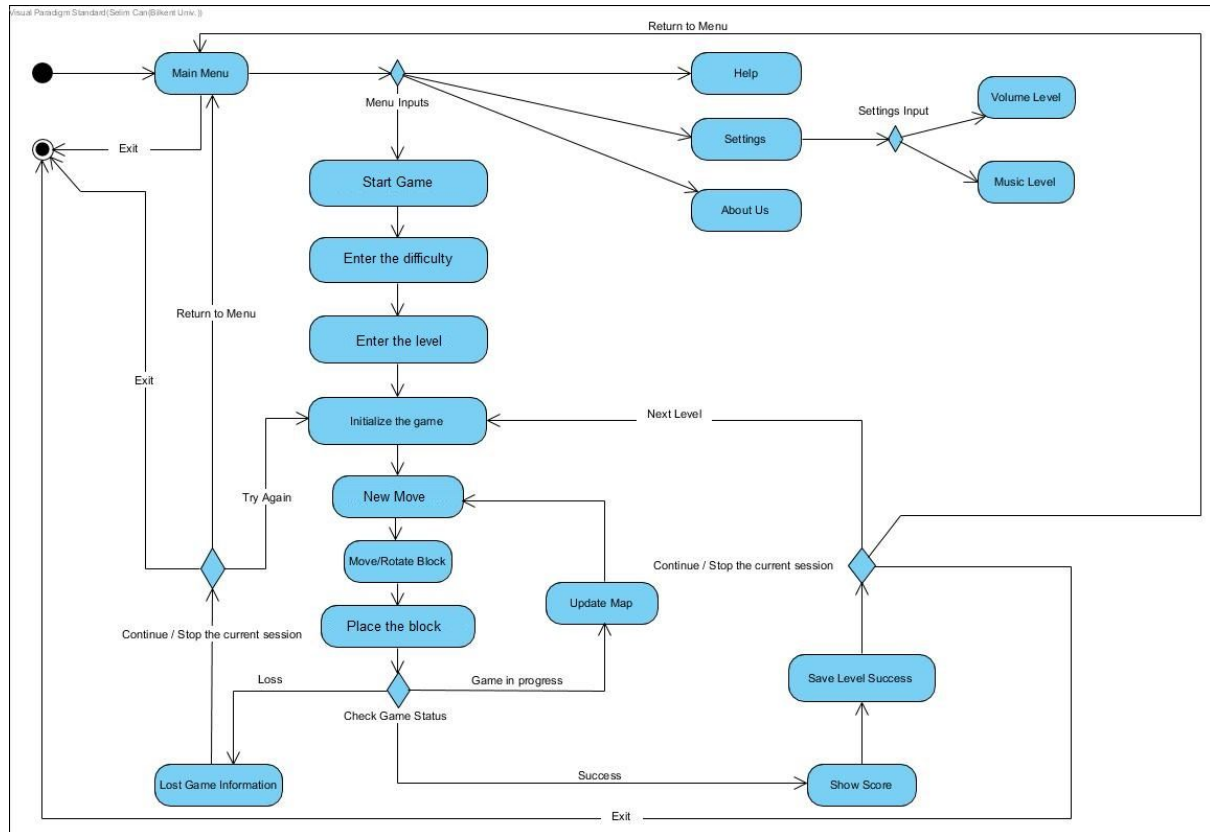 Visual Paradigm Standard(Selim Can(Bilkent Univ.))
Return to Menu
Main Menu
Help
Menu Inputs
Volume Level
Settings Input
Exit
Settings
Start Game
Music Level
About Us
Enter the difficulty
Return to Menu
Enter the level
Exit
Initialize the game
Next Level
Try Again
New Move
Move/Rotate Block
Continue / Stop the current session
Update Map
Place the block
Continue / Stop the current session
Loss
Game in progress
Save Level Success
Check Game Status
Success
Lost Game Information
Show Score
Exit